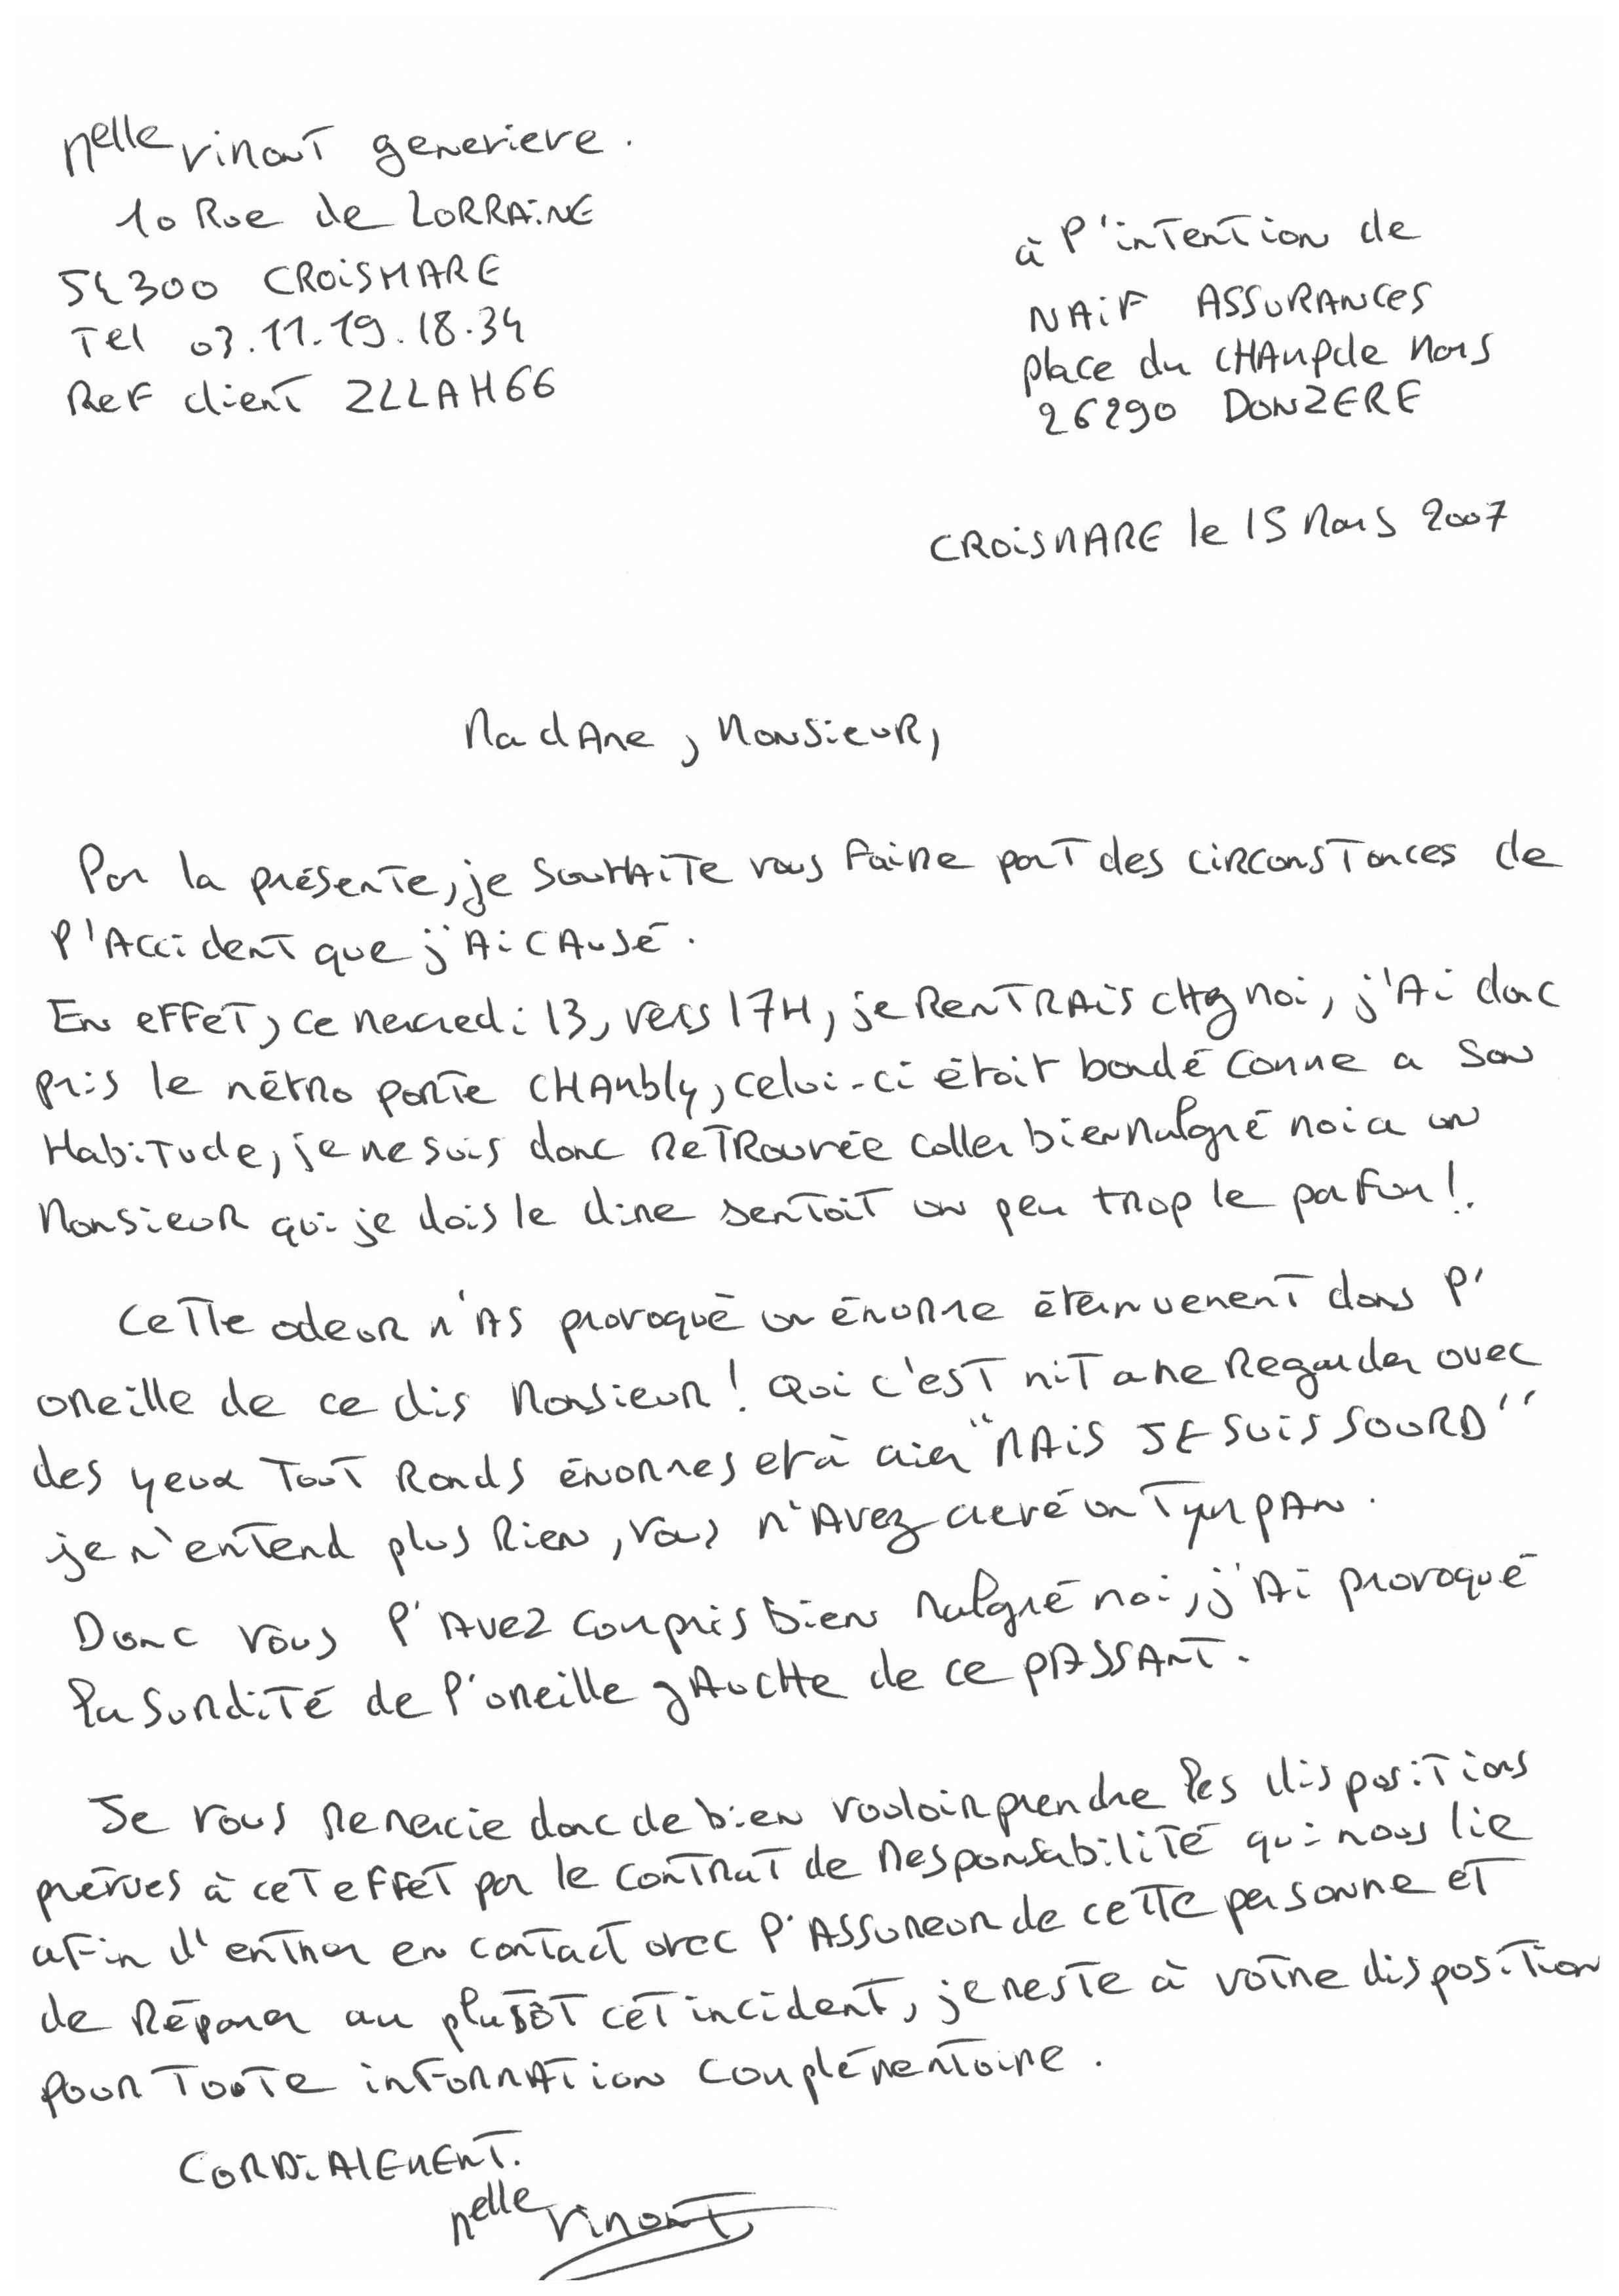 Melle Vimont geneviere.
10 Rue de LORRAINE
54300 CROISMARE
Tel 03.11.19.18.34
Ref client ZLLAH66
à l'intention de
NAIF ASSURANCES
place du CHAMP de Mars
26290 DONZERE
CROISMARE le 15 Mars 2007
Madame, Monsieur,
Par la présente, je souhaite vous faire part des circonstances de
l'Accident que j'ai causé.
En effet, ce mercredi 13, vers 17H, je rentrais chez moi, j'ai donc
pris le métro porte Chambly, celui-ci était bondé comme a son
habitude, je me suis donc retrouvée coller bien malgré moi a un
Monsieur qui je dois le dire sentait un peu trop le parfum!.
Cette odeur m'as provoqué un énorme éternuement dans l'
oreille de ce dis Monsieur! Qui c'est mit a me regarder avec
des yeux tout ronds énormes et à crier "MAIS JE SUIS SOURD"
je n'entend plus rien, vous m'avez crevé un tympan.
Donc vous l'avez compris bien malgré moi, j'ai provoqué
la surdité de l'oreille gauche de ce passant.
Je vous remercie donc de bien vouloir prendre les dispositions
prévues à cet effet par le contrat de responsabilité qui nous lie
afin d'entrer en contact avec l'assureur de cette personne et
de réparer au plutôt cet incident, je reste à votre disposition
pour toute information complémentaire.
CORDIALEMENT.
Melle Vimont